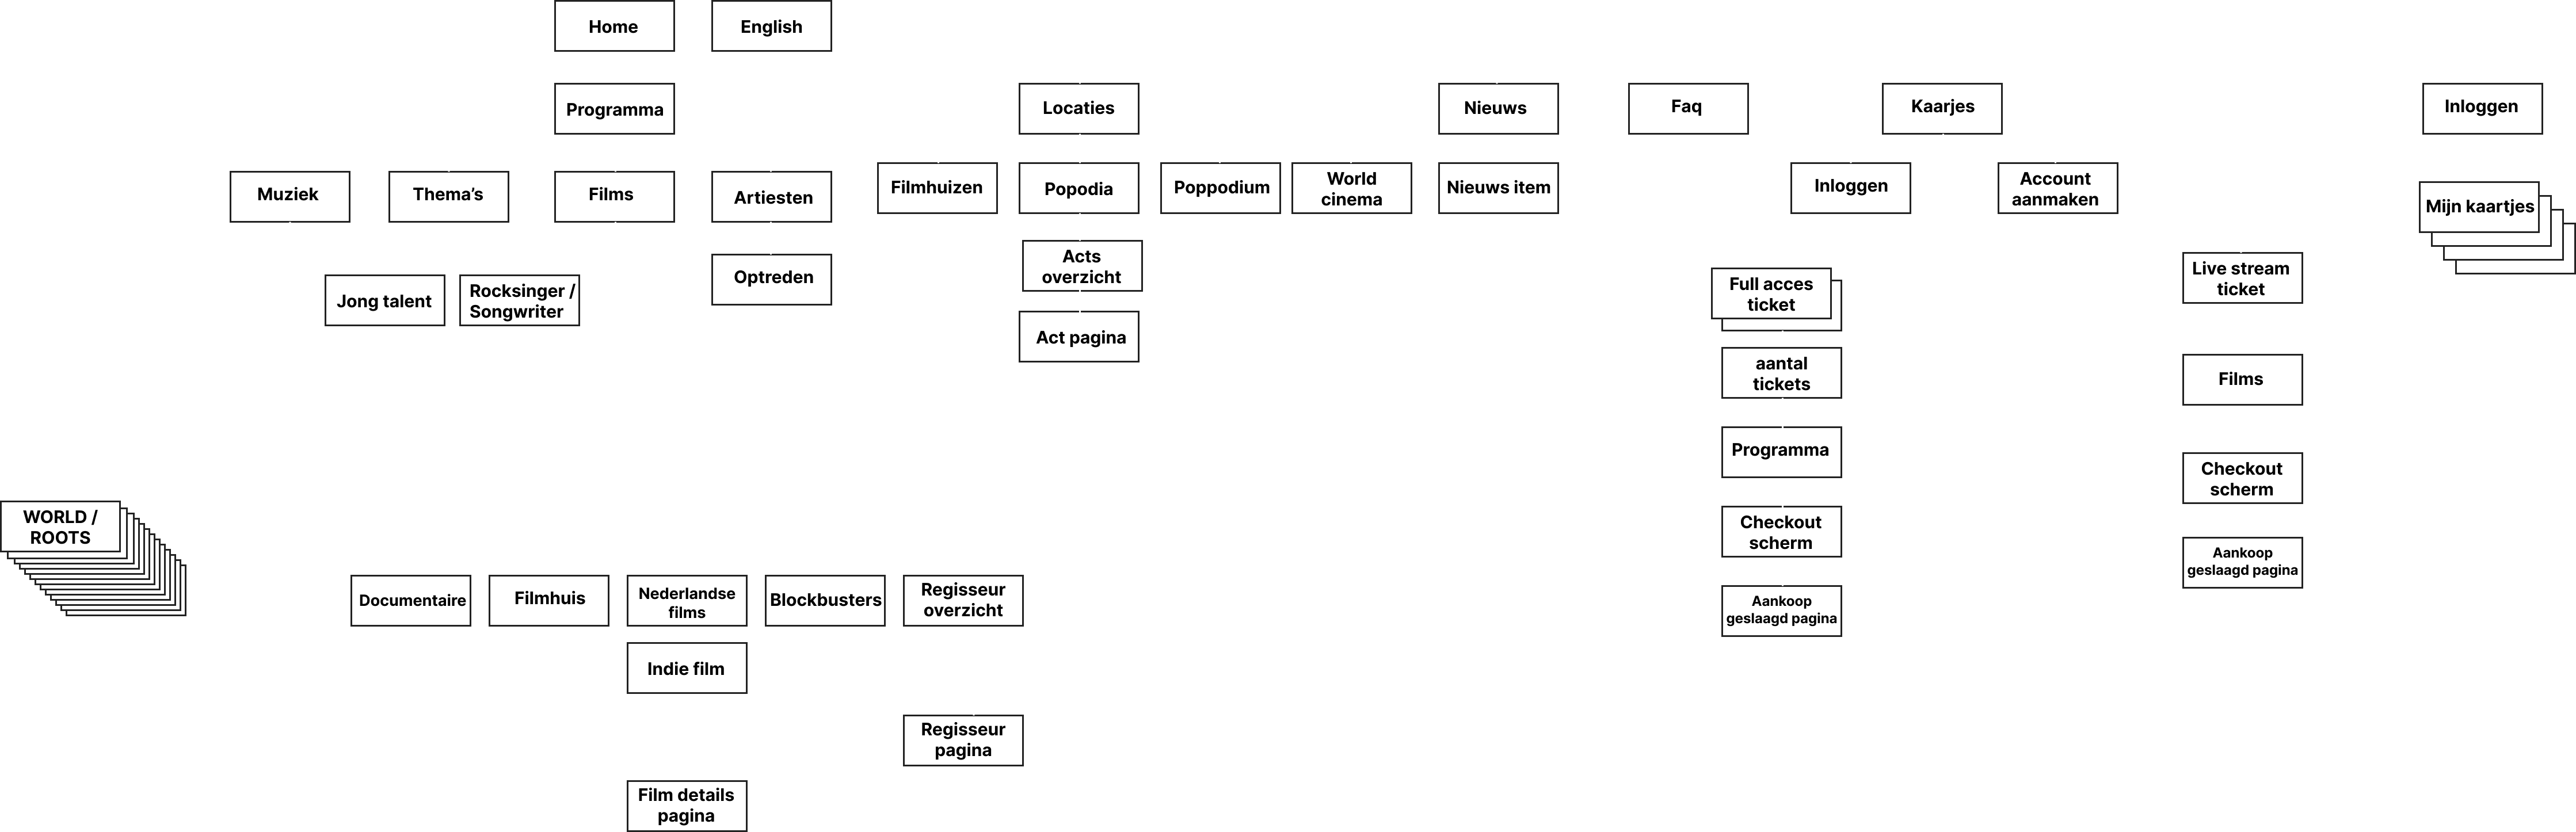 Home
English
Programma
Locaties
Nieuws
Faq
Kaarjes
Inloggen
Muziek
Thema's
Films
Artiesten
Filmhuizen
Popodia
Poppodium
World
cinema
Nieuws item
Inloggen
Account
aanmaken
Mijn kaartjes
Jong talent
Rocksinger /
Songwriter
Optreden
Acts
overzicht
Act pagina
Full acces
ticket
aantal
tickets
Programma
Checkout
scherm
Aankoop
geslaagd pagina
Live stream
ticket
Films
Checkout
scherm
Aankoop
geslaagd pagina
WORLD /
ROOTS
Documentaire
Filmhuis
Nederlandse
films
Blockbusters
Regisseur
overzicht
Indie film
Regisseur
pagina
Film details
pagina